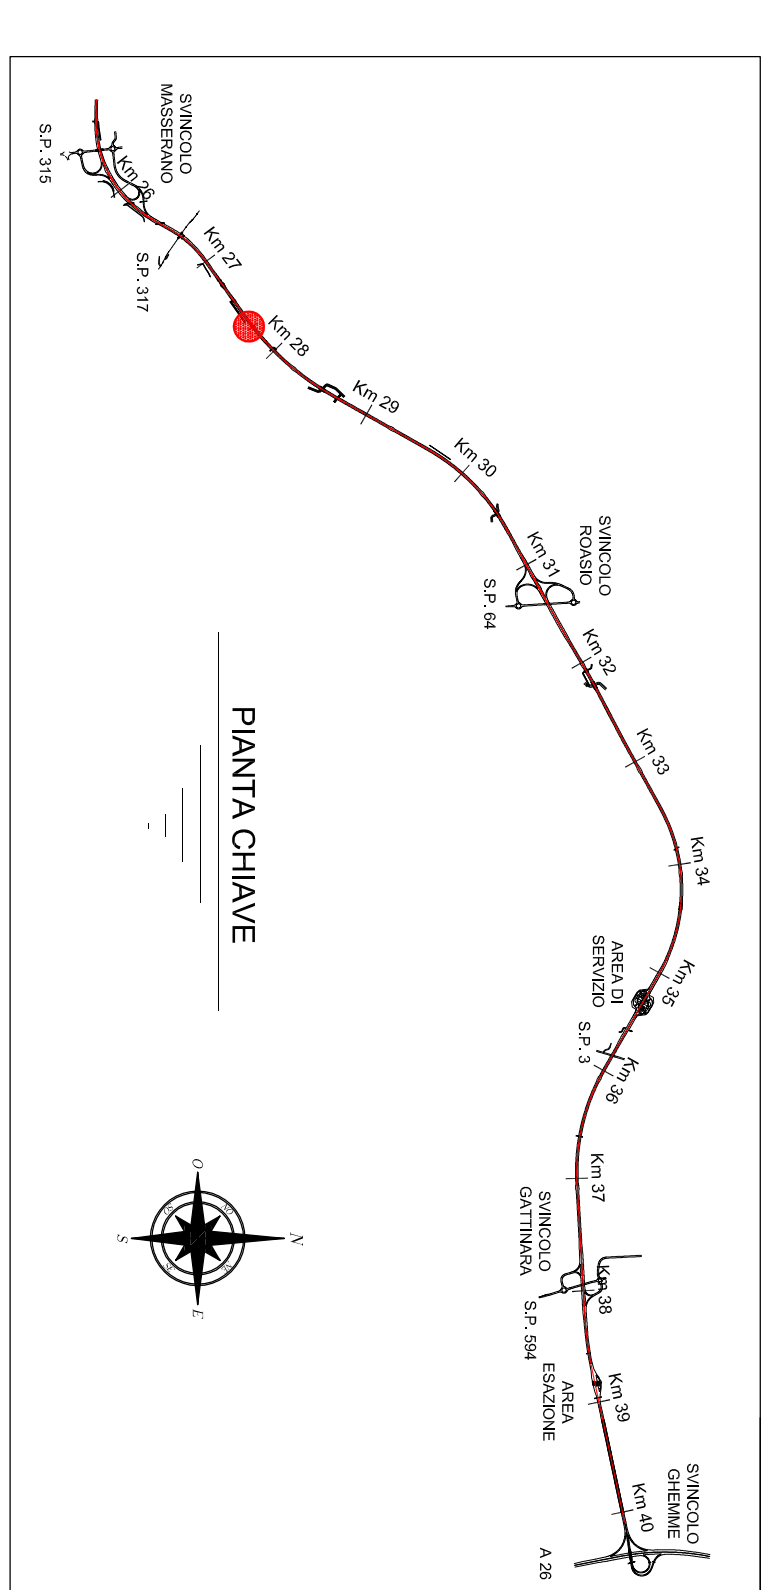 SVINCOLO
MASSERANO
S.P. 315
Km 26
S.P. 317
Km 27
Km 28
Km 29
Km 30
Km 31
SVINCOLO
ROASIO
S.P. 64
Km 32
Km 33
Km 34
Km 35
AREA DI
SERVIZIO
S.P. 3
Km 36
Km 37
SVINCOLO
GATTINARA
Km 38
S.P. 594
AREA
ESAZIONE
Km 39
Km 40
SVINCOLO
GHEMME
A 26
PIANTA CHIAVE
N
O
E
S
NO